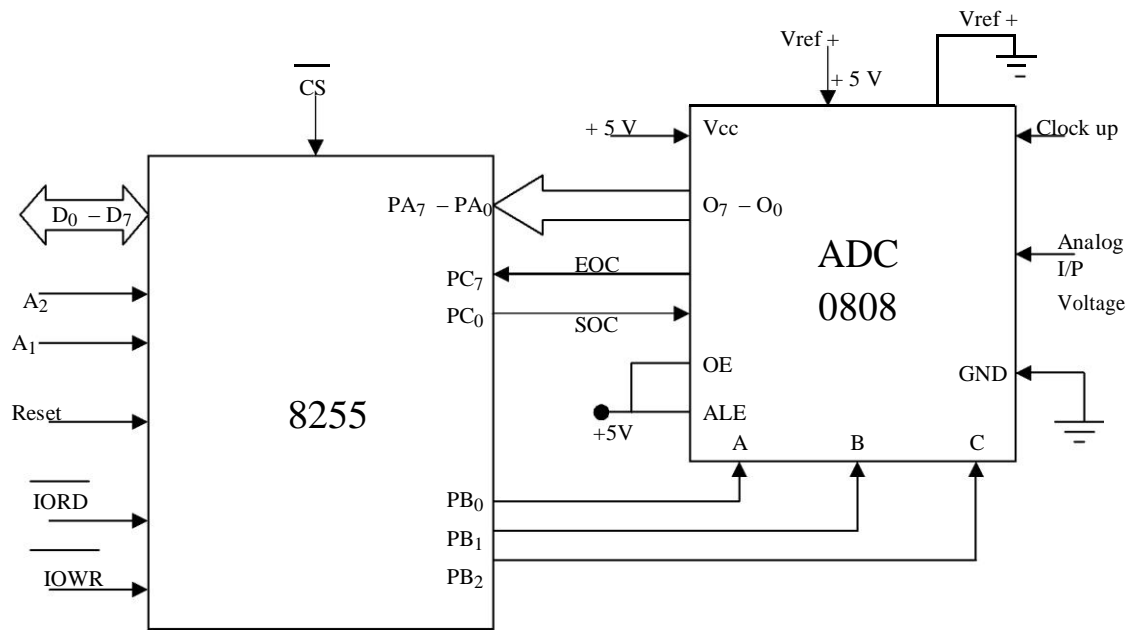 Vref +
Vref +
+ 5 V
CS
+ 5 V
Vcc
Clock up
D0 – D7
PA7 – PA0
O7 – O0
ADC
0808
Analog
I/P
Voltage
EOC
PC7
A2
PC0
SOC
A1
OE
GND
Reset
8255
ALE
+5V
A B C
IORD
PB0
PB1
IOWR
PB2